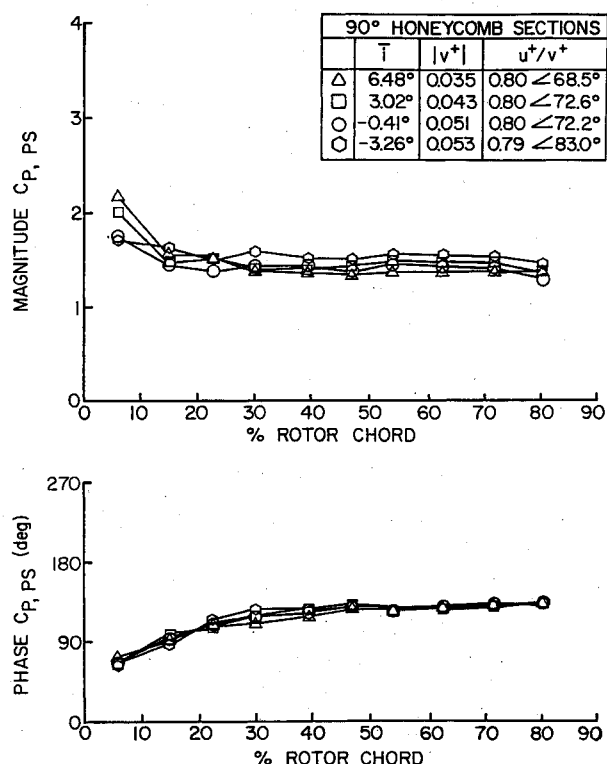 90° HONEYCOMB SECTIONS
i |v+| u+/v+
△ 6.48° 0.035 0.80 ∠68.5°
□ 3.02° 0.043 0.80 ∠72.6°
○ -0.41° 0.051 0.80 ∠72.2°
⬡ -3.26° 0.053 0.79 ∠83.0°
MAGNITUDE CP, PS
4
3
2
1
0
0 10 20 30 40 50 60 70 80 90
% ROTOR CHORD
PHASE CP, PS (deg)
270
180
90
0
0 10 20 30 40 50 60 70 80 90
% ROTOR CHORD